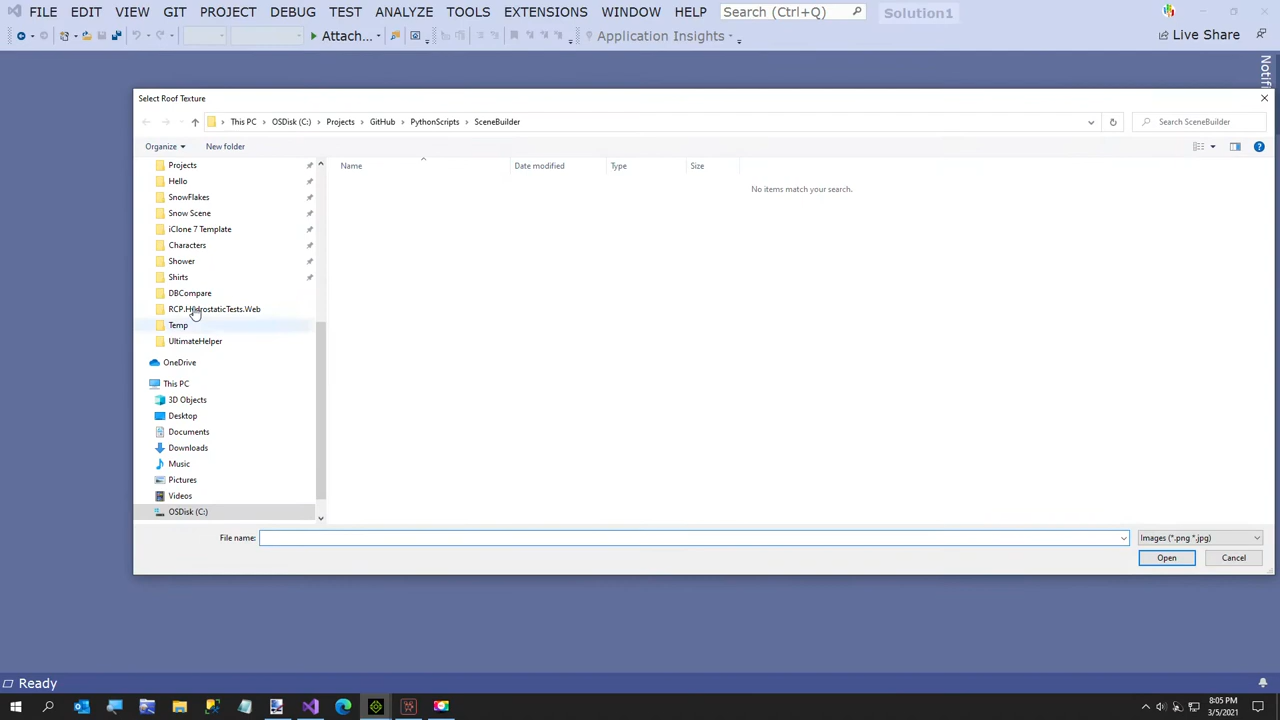 FILE EDIT VIEW GIT PROJECT DEBUG TEST ANALYZE TOOLS EXTENSIONS WINDOW HELP Search (Ctrl+Q) Solution1
Attach... Application Insights Live Share
Notifi
Select Roof Texture
This PC > OSDisk (C:) > Projects > GitHub > PythonScripts > SceneBuilder Search SceneBuilder
Organize New folder
Name Date modified Type Size
No items match your search.
Projects
Hello
SnowFlakes
Snow Scene
iClone 7 Template
Characters
Shower
Shirts
DBCompare
RCP.HydrostaticTests.Web
Temp
UltimateHelper
OneDrive
This PC
3D Objects
Desktop
Documents
Downloads
Music
Pictures
Videos
OSDisk (C:)
File name: Images (*.png *.jpg)
Open Cancel
Ready
8:05 PM
3/5/2021